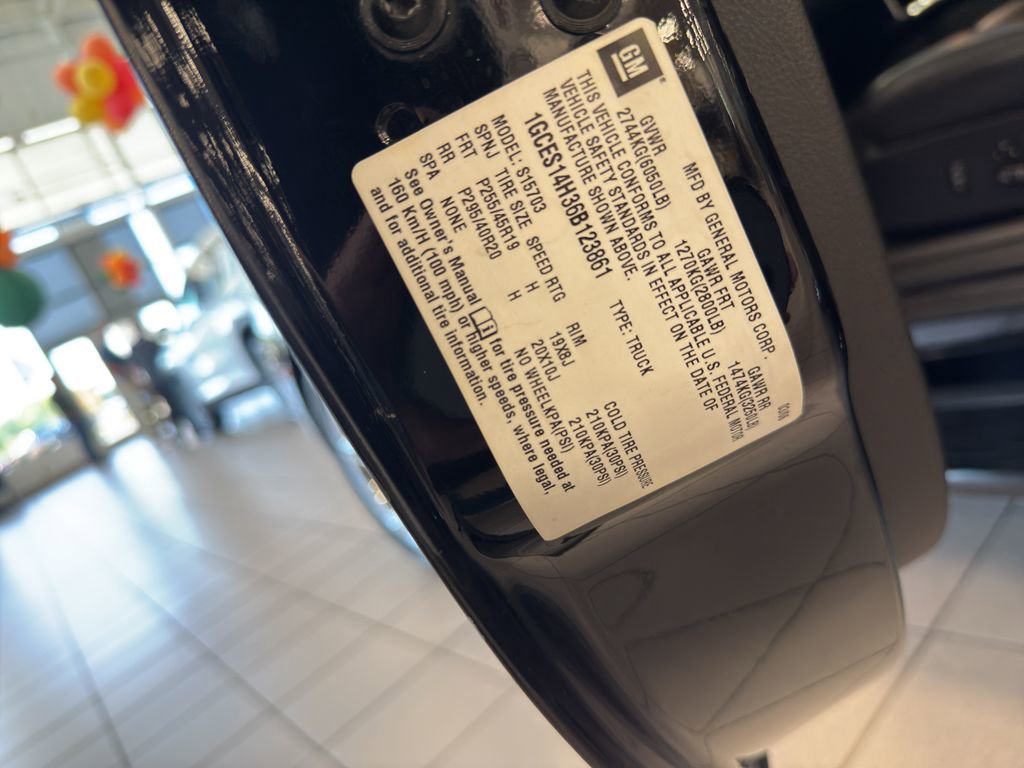 GM
MFD BY GENERAL MOTORS CORP.
GVWR GAWR FRT GAWR RR
2744KG(6050LB) 1270KG(2800LB) 1474KG(3250LB)
THIS VEHICLE CONFORMS TO ALL APPLICABLE U.S. FEDERAL MOTOR
VEHICLE SAFETY STANDARDS IN EFFECT ON THE DATE OF
MANUFACTURE SHOWN ABOVE.
1GCES14H36B123861 TYPE: TRUCK
MODEL: S15703
SPNJ TIRE SIZE SPEED RTG RIM COLD TIRE PRESSURE
FRT P255/45R19 H 19X8J 210KPA(30PSI)
RR P295/40R20 H 20X10J 210KPA(30PSI)
SPA NONE NO WHEELKPA(PSI)
See Owner's Manual i for tire pressure needed at
160 Km/H (100 mph) or higher speeds, where legal,
and for additional tire information.